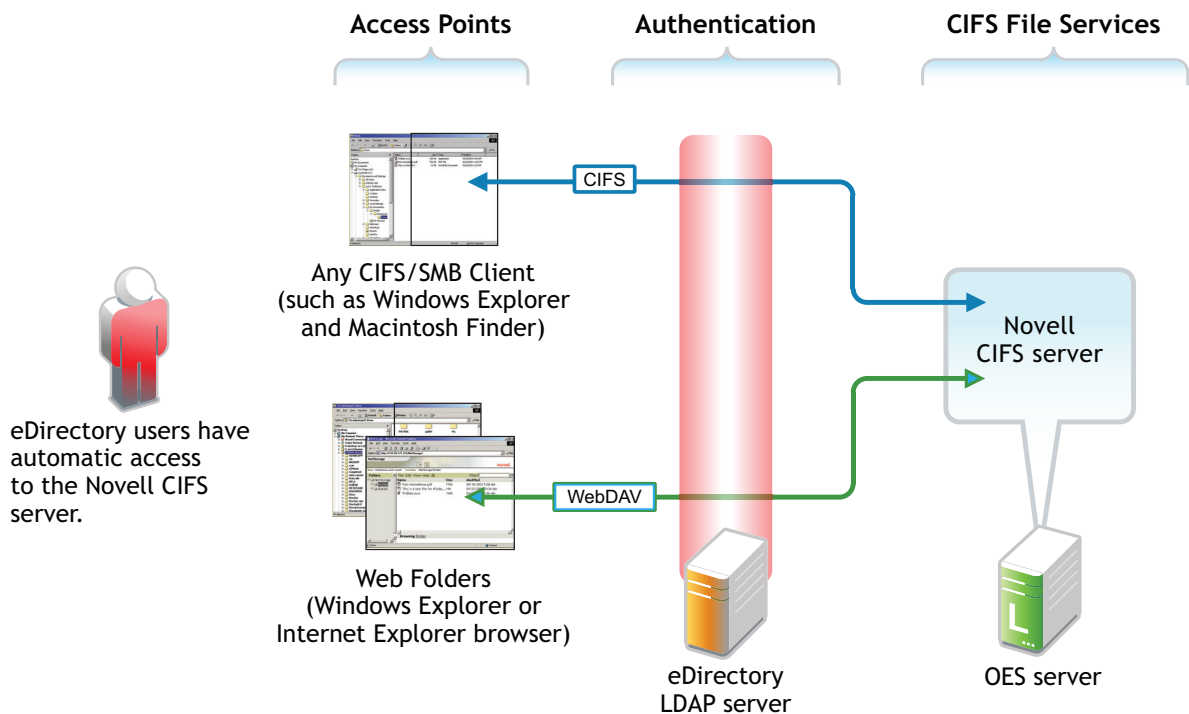 Access Points
Authentication
CIFS File Services
CIFS
Any CIFS/SMB Client
(such as Windows Explorer
and Macintosh Finder)
Novell
CIFS server
eDirectory users have
automatic access
to the Novell CIFS
server.
Novell
WebDAV
Web Folders
(Windows Explorer or
Internet Explorer browser)
L
eDirectory
LDAP server
OES server